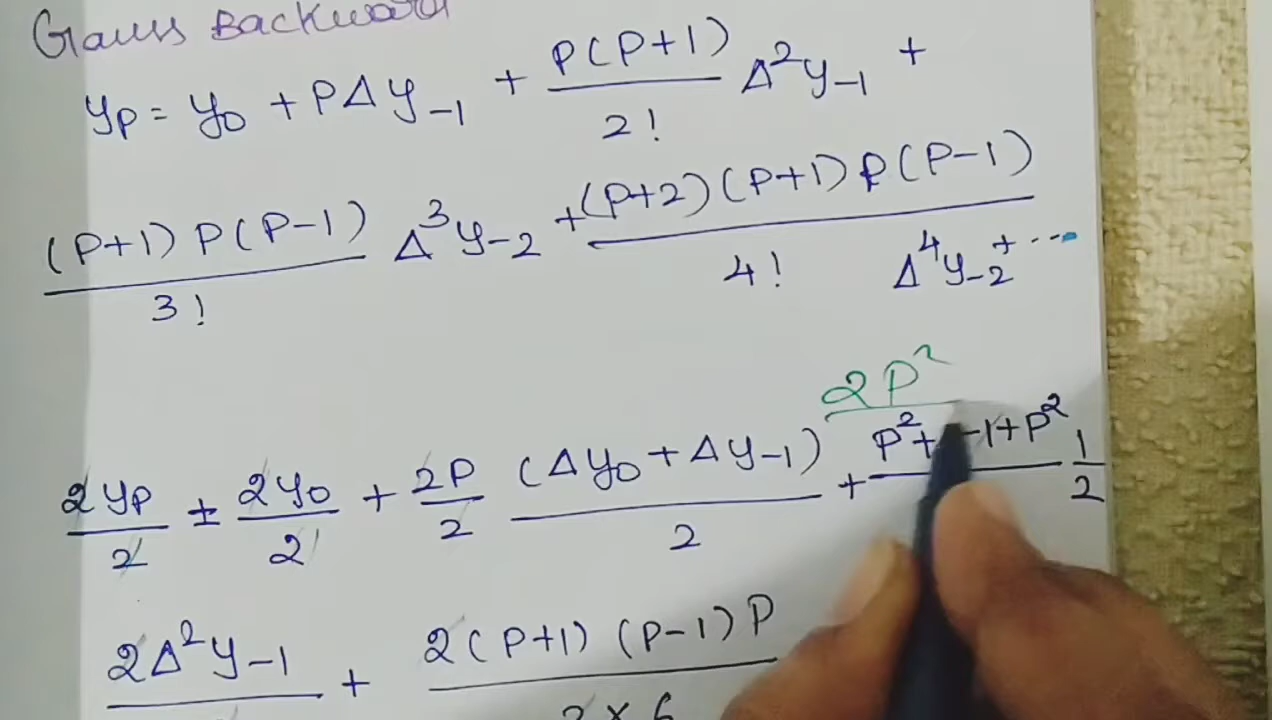 Gauss Backward
yp = y0 + PΔy-1 + P(P+1)/2! Δ²y-1 +
(P+1)P(P-1)/3! Δ³y-2 + (P+2)(P+1)P(P-1)/4! Δ⁴y-2 + ...
2P²
2yp/2 ± 2y0/2 + 2P/2 (Δy0 + Δy-1)/2 + P²+ -1+P² 1/2
2Δ²y-1 + 2(P+1)(P-1)P/2×6